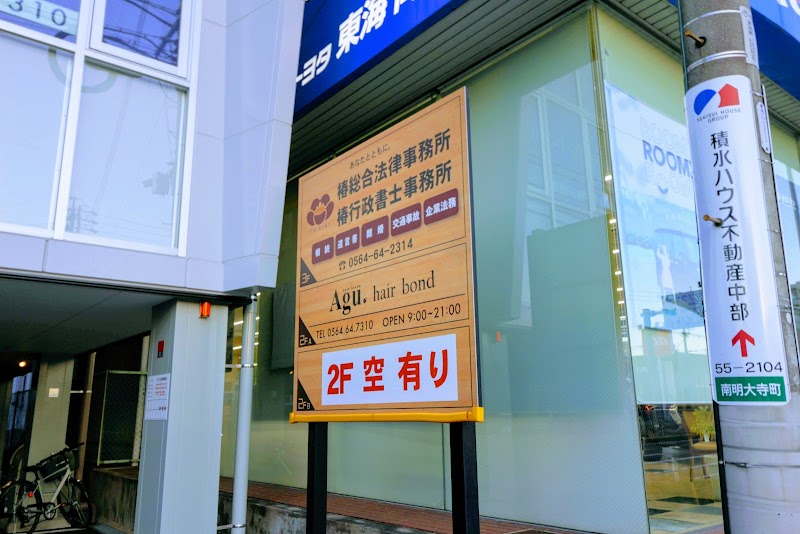 310
ーヨタ 東海
あなたとともに。
椿総合法律事務所
椿行政書士事務所
相続 遺言書 離婚 交通事故 企業法務
☎ 0564-64-2314
3F
Agu. hair bond
TEL 0564.64.7310 OPEN 9:00~21:00
2F A
2F 空 有り
2F B
ROOMS
SEKISUI HOUSE
GROUP
積水ハウス不動産中部
55-2104
南明大寺町